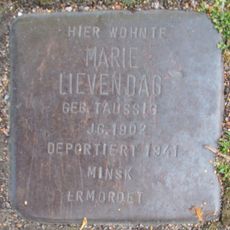 HIER WOHNTE
MARIE
LIEVENDAG
GEB. TAUSSIG
JG. 1902
DEPORTIERT 1941
MINSK
ERMORDET